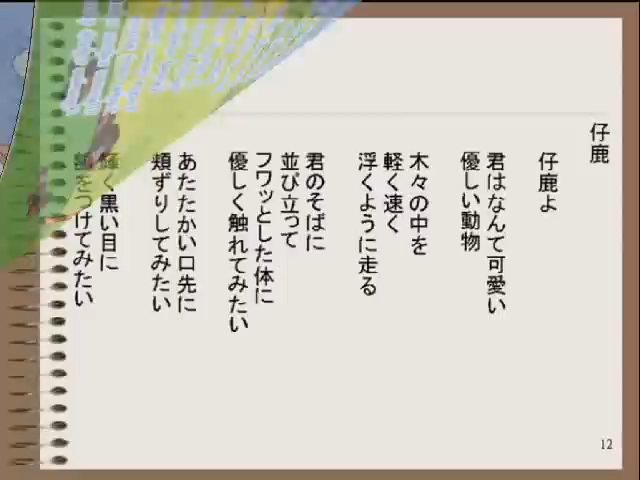 仔鹿
仔鹿よ
君はなんて可愛い
優しい動物
木々の中を
軽く速く
浮くように走る
君のそばに
並び立って
フワッとした体に
優しく触れてみたい
あたたかい口先に
頬ずりしてみたい
輝く黒い目に
をつけてみたい
12